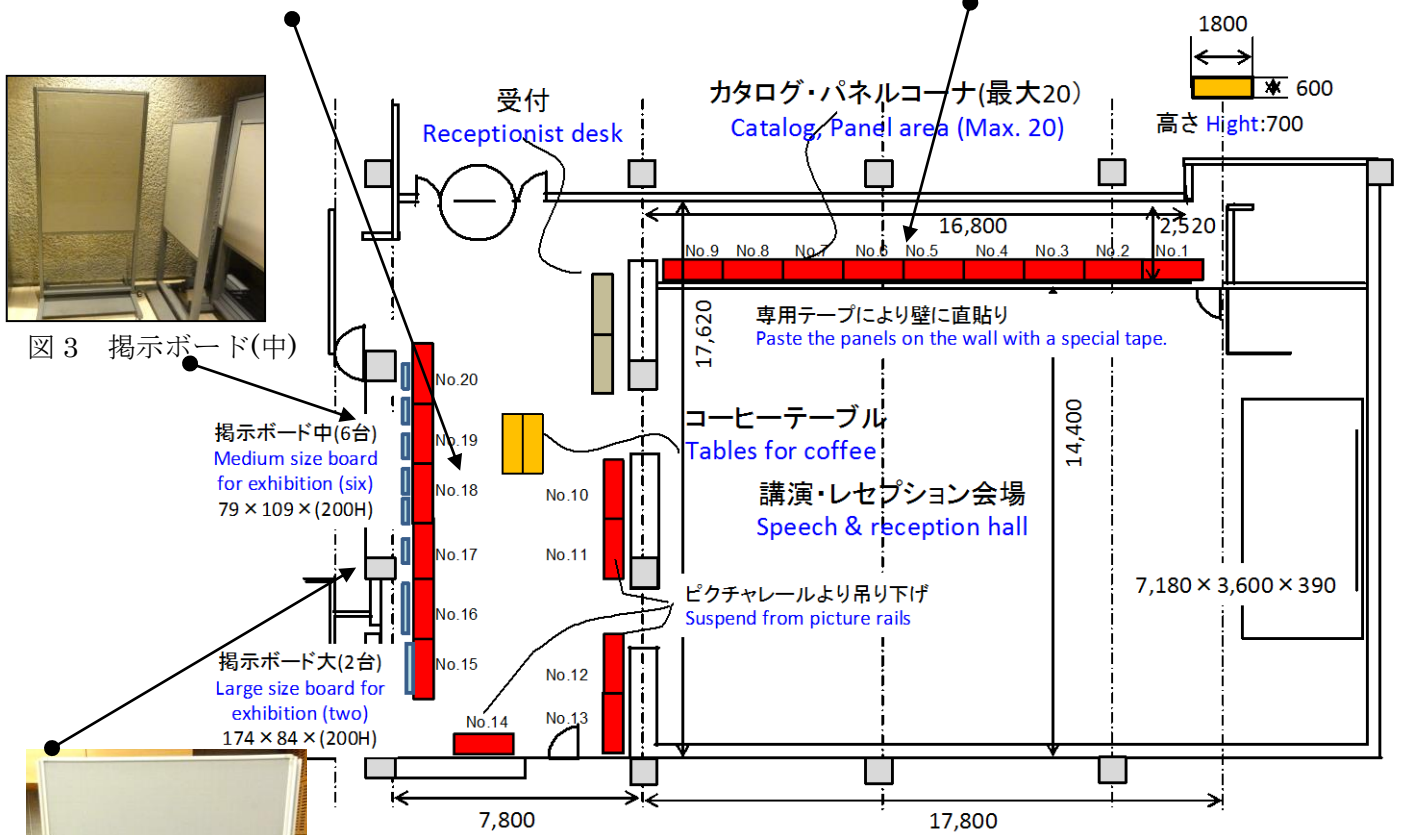 1800
600
高さ Hight:700
受付
Receptionist desk
カタログ・パネルコーナ(最大20)
Catalog, Panel area (Max. 20)
16,800
2,520
No.9
No.8
No.7
No.6
No.5
No.4
No.3
No.2
No.1
図 3 掲示ボード(中)
専用テープにより壁に直貼り
Paste the panels on the wall with a special tape.
17,620
14,400
No.20
No.19
No.18
No.17
No.16
No.15
掲示ボード中(6台)
Medium size board
for exhibition (six)
79×109×(200H)
コーヒーテーブル
Tables for coffee
講演・レセプション会場
Speech & reception hall
No.10
No.11
ピクチャレールより吊り下げ
Suspend from picture rails
7,180×3,600×390
掲示ボード大(2台)
Large size board for
exhibition (two)
174×84×(200H)
No.12
No.13
No.14
7,800
17,800